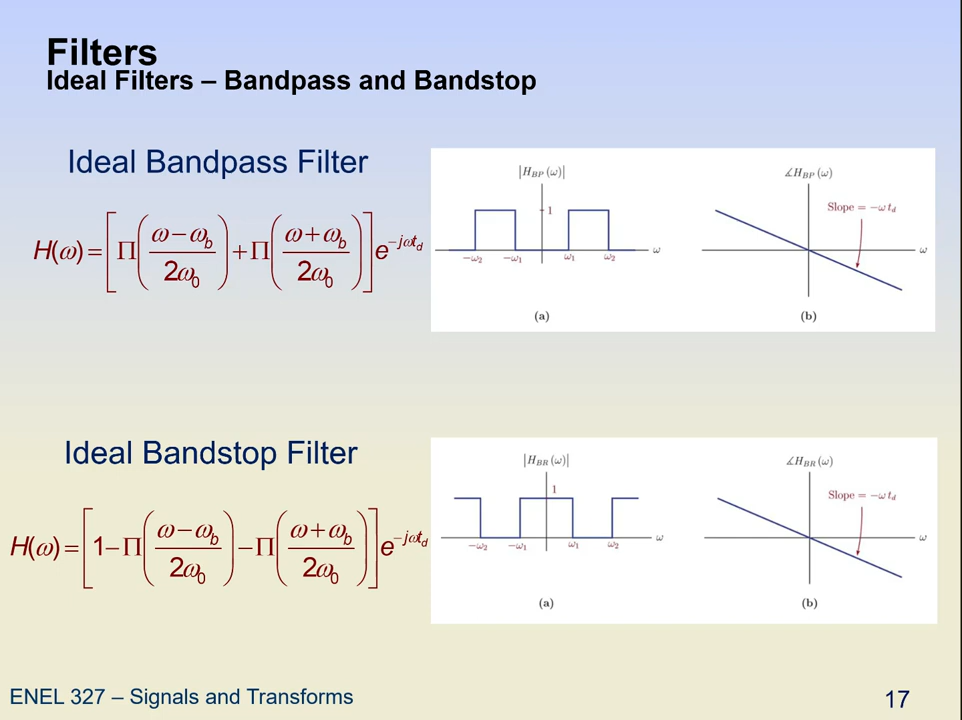 Filters
Ideal Filters – Bandpass and Bandstop
Ideal Bandpass Filter
H(ω) = [Π((ω − ω_b)/(2ω_0)) + Π((ω + ω_b)/(2ω_0))] e^{−jωt_d}
|H_BP(ω)|
1
−ω₂ −ω₁ ω₁ ω₂ ω
(a)
∡H_BP(ω)
Slope = −ω t_d
ω
(b)
Ideal Bandstop Filter
H(ω) = [1 − Π((ω − ω_b)/(2ω_0)) − Π((ω + ω_b)/(2ω_0))] e^{−jωt_d}
|H_BR(ω)|
1
−ω₂ −ω₁ ω₁ ω₂ ω
(a)
∡H_BR(ω)
Slope = −ω t_d
ω
(b)
ENEL 327 – Signals and Transforms
17